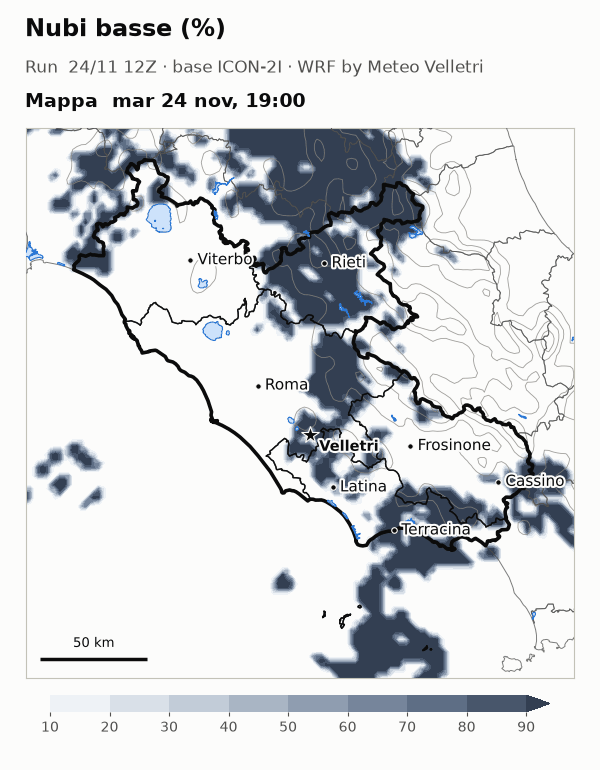 Nubi basse (%)
Run  24/11 12Z · base ICON-2I · WRF by Meteo Velletri
Mappa  mar 24 nov, 19:00
Viterbo
Rieti
Roma
Velletri
Frosinone
Cassino
Latina
Terracina
50 km
10 20 30 40 50 60 70 80 90